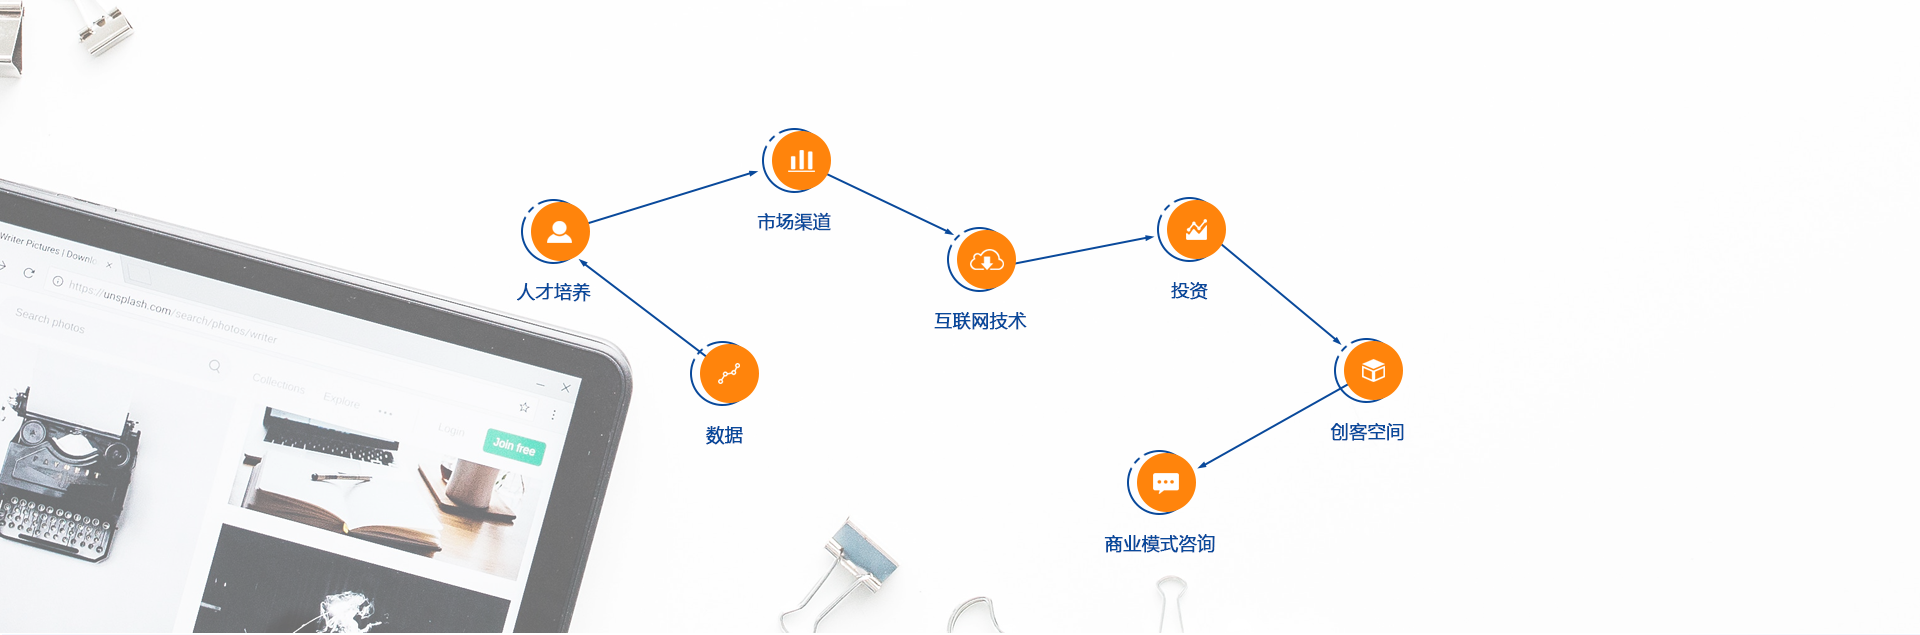 市场渠道
人才培养
投资
互联网技术
数据
创客空间
商业模式咨询
Writer Pictures | Downl
https://unsplash.com/search/photos/writer
Search photos
Collections
Explore
Login
Join free